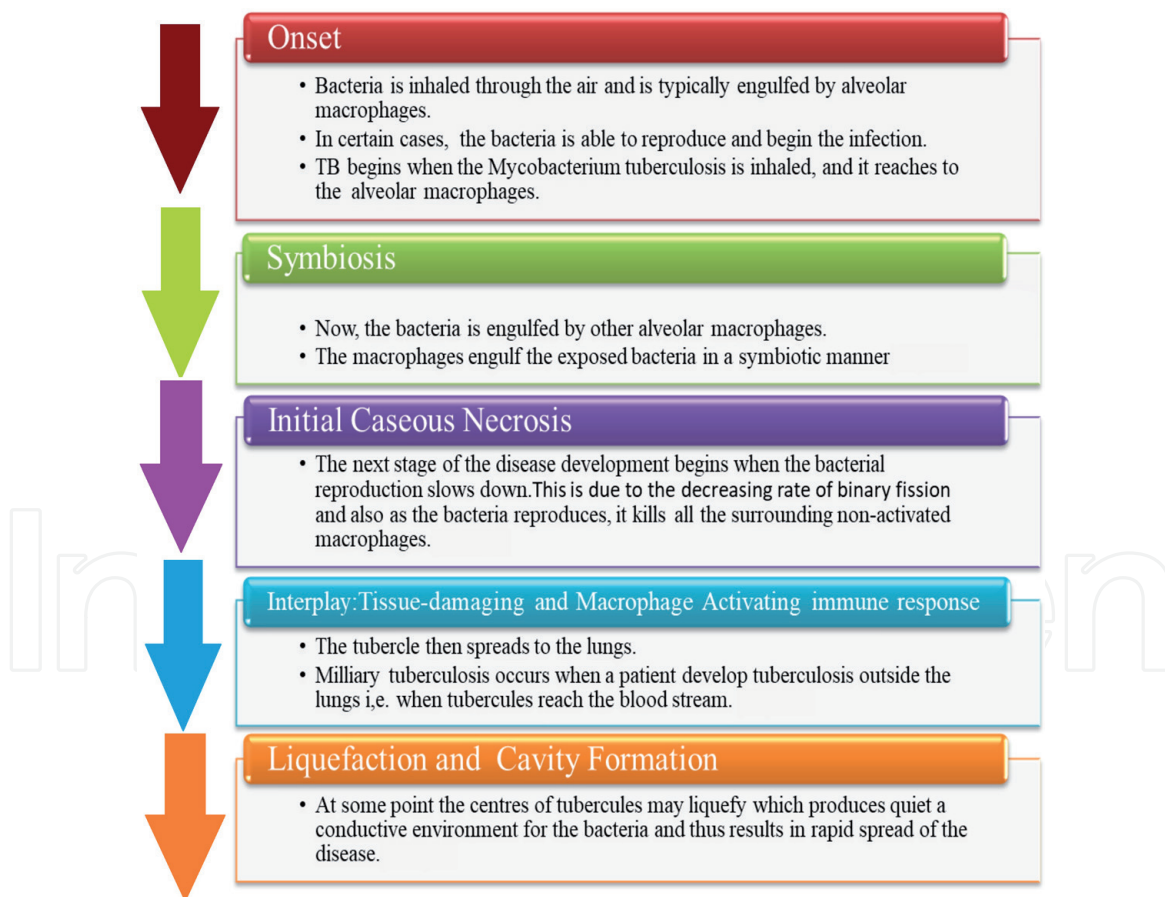 Onset
• Bacteria is inhaled through the air and is typically engulfed by alveolar
macrophages.
• In certain cases, the bacteria is able to reproduce and begin the infection.
• TB begins when the Mycobacterium tuberculosis is inhaled, and it reaches to
the alveolar macrophages.
Symbiosis
• Now, the bacteria is engulfed by other alveolar macrophages.
• The macrophages engulf the exposed bacteria in a symbiotic manner
Initial Caseous Necrosis
• The next stage of the disease development begins when the bacterial
reproduction slows down.This is due to the decreasing rate of binary fission
and also as the bacteria reproduces, it kills all the surrounding non-activated
macrophages.
Interplay:Tissue-damaging and Macrophage Activating immune response
• The tubercle then spreads to the lungs.
• Milliary tuberculosis occurs when a patient develop tuberculosis outside the
lungs i,e. when tubercules reach the blood stream.
Liquefaction and Cavity Formation
• At some point the centres of tubercules may liquefy which produces quiet a
conductive environment for the bacteria and thus results in rapid spread of the
disease.